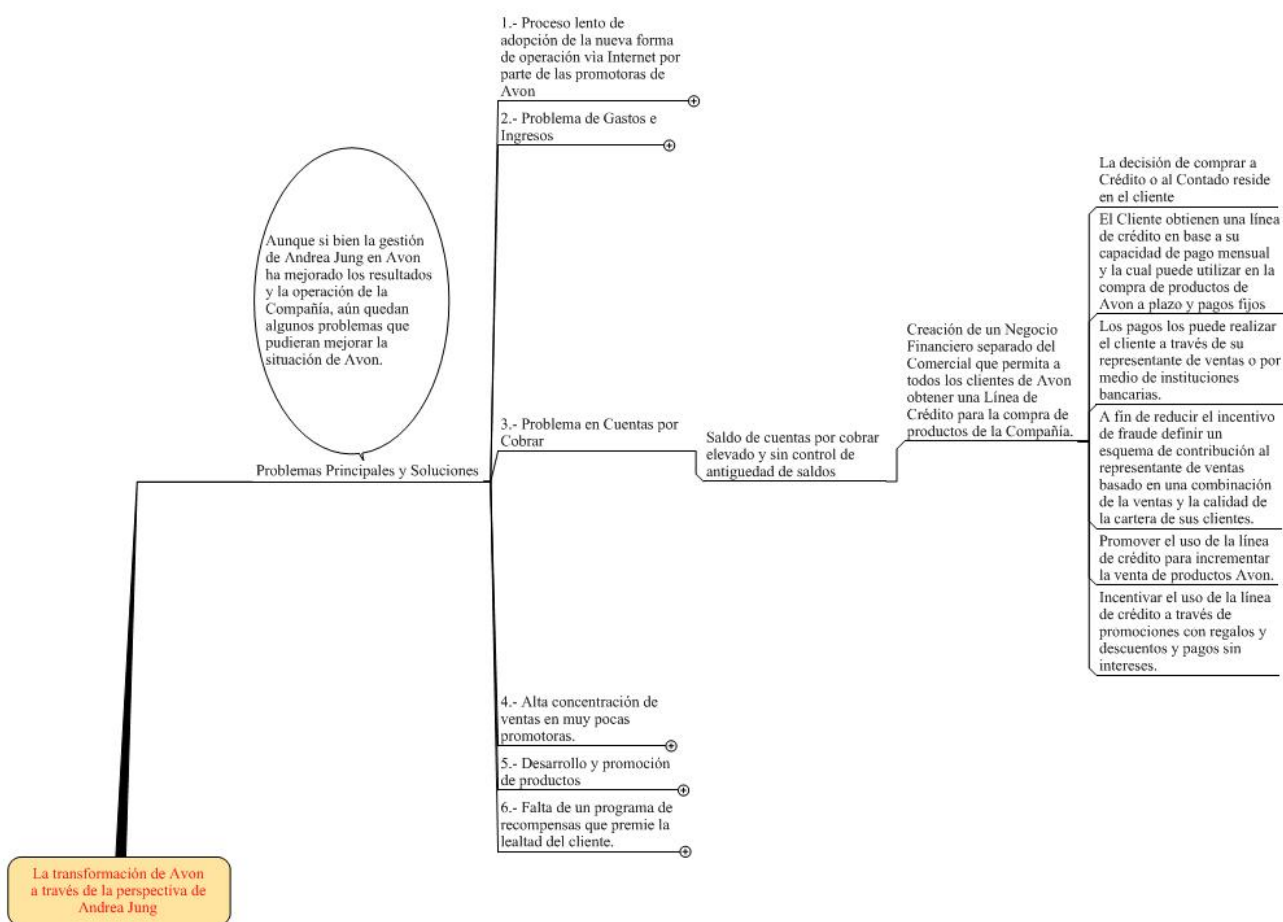 1.- Proceso lento de
adopción de la nueva forma
de operación vìa Internet por
parte de las promotoras de
Avon
2.- Problema de Gastos e
Ingresos
Aunque si bien la gestión
de Andrea Jung en Avon
ha mejorado los resultados
y la operación de la
Compañía, aún quedan
algunos problemas que
pudieran mejorar la
situación de Avon.
Problemas Principales y Soluciones
3.- Problema en Cuentas por
Cobrar
Saldo de cuentas por cobrar
elevado y sin control de
antiguedad de saldos
Creación de un Negocio
Financiero separado del
Comercial que permita a
todos los clientes de Avon
obtener una Línea de
Crédito para la compra de
productos de la Compañía.
La decisión de comprar a
Crédito o al Contado reside
en el cliente
El Cliente obtienen una línea
de crédito en base a su
capacidad de pago mensual
y la cual puede utilizar en la
compra de productos de
Avon a plazo y pagos fijos
Los pagos los puede realizar
el cliente a través de su
representante de ventas o por
medio de instituciones
bancarias.
A fin de reducir el incentivo
de fraude definir un
esquema de contribución al
representante de ventas
basado en una combinación
de la ventas y la calidad de
la cartera de sus clientes.
Promover el uso de la línea
de crédito para incrementar
la venta de productos Avon.
Incentivar el uso de la línea
de crédito a través de
promociones con regalos y
descuentos y pagos sin
intereses.
4.- Alta concentración de
ventas en muy pocas
promotoras.
5.- Desarrollo y promoción
de productos
6.- Falta de un programa de
recompensas que premie la
lealtad del cliente.
La transformación de Avon
a través de la perspectiva de
Andrea Jung